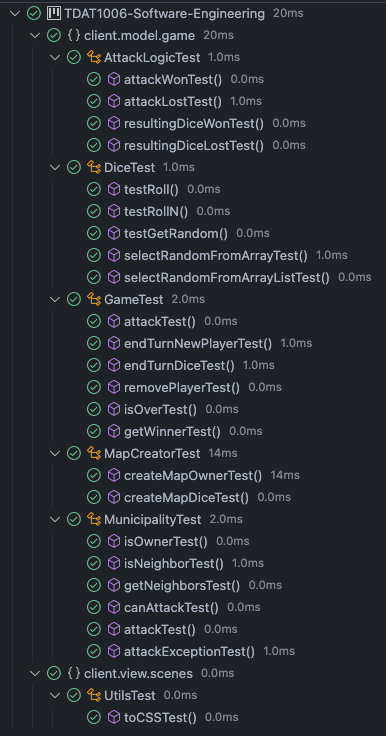 TDAT1006-Software-Engineering 20ms
{ } client.model.game 20ms
AttackLogicTest 1.0ms
attackWonTest() 0.0ms
attackLostTest() 1.0ms
resultingDiceWonTest() 0.0ms
resultingDiceLostTest() 0.0ms
DiceTest 1.0ms
testRoll() 0.0ms
testRollN() 0.0ms
testGetRandom() 0.0ms
selectRandomFromArrayTest() 1.0ms
selectRandomFromArrayListTest() 0.0ms
GameTest 2.0ms
attackTest() 0.0ms
endTurnNewPlayerTest() 1.0ms
endTurnDiceTest() 1.0ms
removePlayerTest() 0.0ms
isOverTest() 0.0ms
getWinnerTest() 0.0ms
MapCreatorTest 14ms
createMapOwnerTest() 14ms
createMapDiceTest() 0.0ms
MunicipalityTest 2.0ms
isOwnerTest() 0.0ms
isNeighborTest() 1.0ms
getNeighborsTest() 0.0ms
canAttackTest() 0.0ms
attackTest() 0.0ms
attackExceptionTest() 1.0ms
{ } client.view.scenes 0.0ms
UtilsTest 0.0ms
toCSSTest() 0.0ms